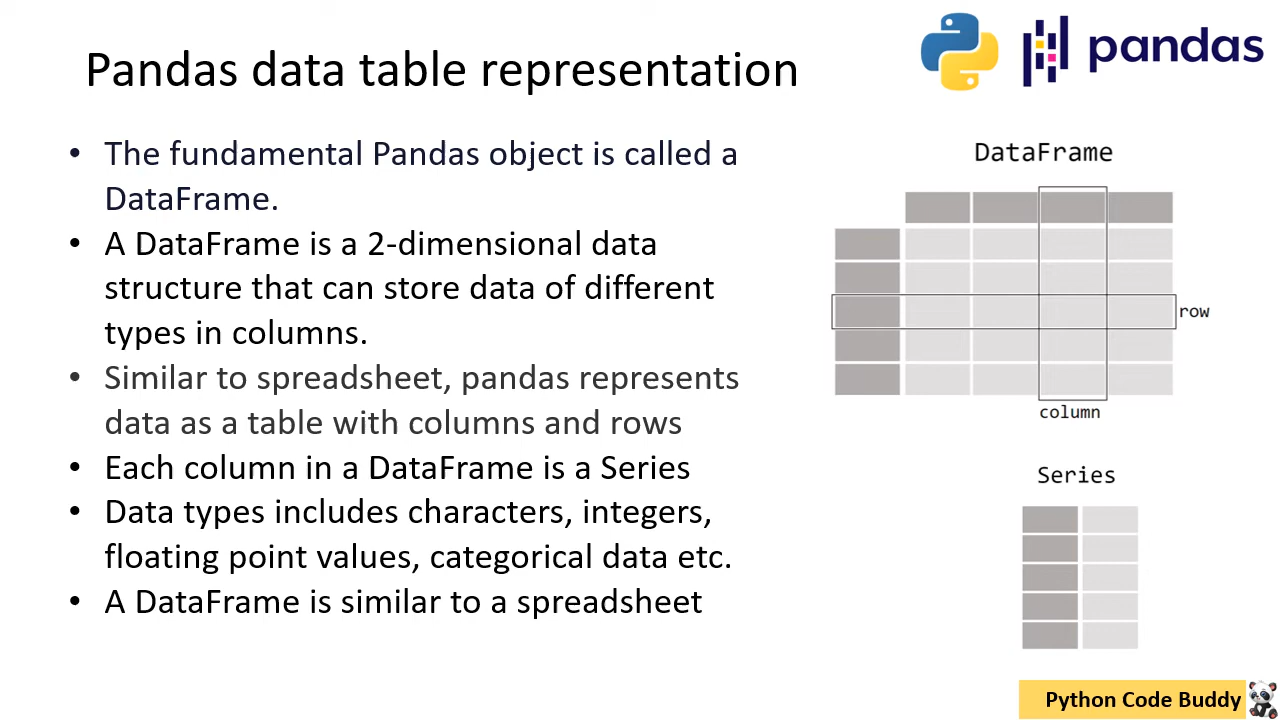 Pandas data table representation
pandas
• The fundamental Pandas object is called a
DataFrame.
• A DataFrame is a 2-dimensional data
structure that can store data of different
types in columns.
• Similar to spreadsheet, pandas represents
data as a table with columns and rows
• Each column in a DataFrame is a Series
• Data types includes characters, integers,
floating point values, categorical data etc.
• A DataFrame is similar to a spreadsheet
DataFrame
row
column
Series
Python Code Buddy